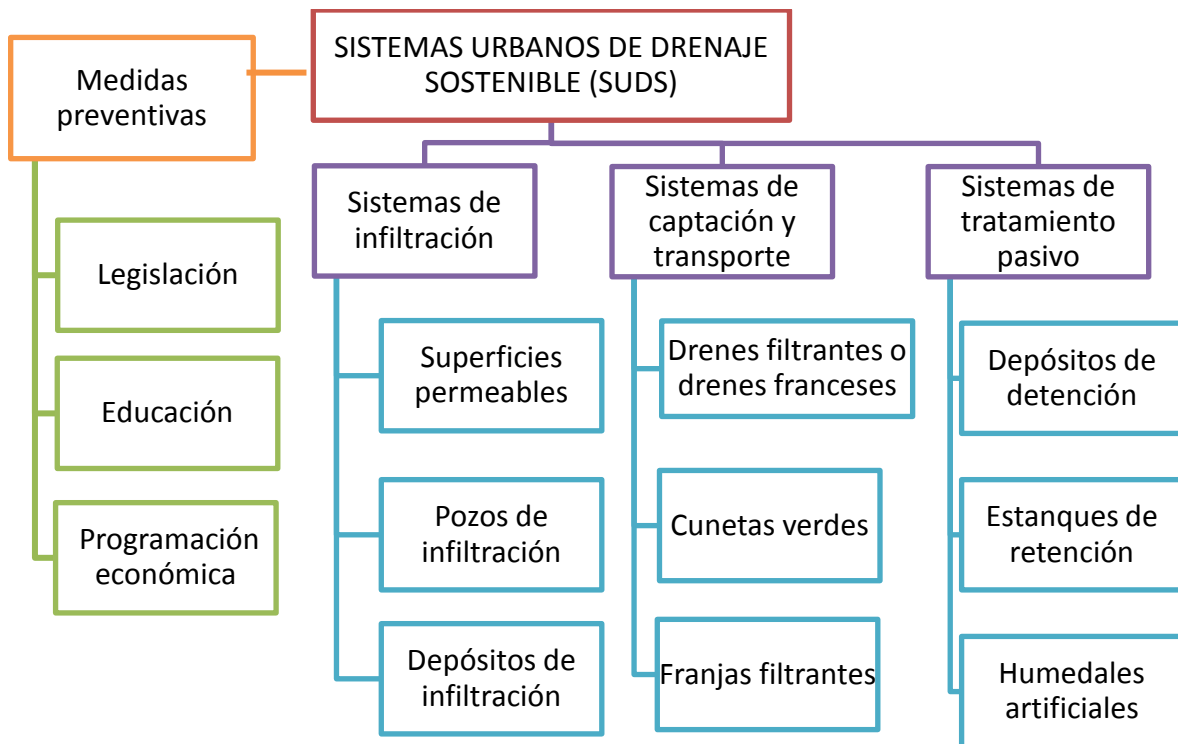 SISTEMAS URBANOS DE DRENAJE
SOSTENIBLE (SUDS)
Medidas
preventivas
Legislación
Educación
Programación
económica
Sistemas de
infiltración
Superficies
permeables
Pozos de
infiltración
Depósitos de
infiltración
Sistemas de
captación y
transporte
Drenes filtrantes o
drenes franceses
Cunetas verdes
Franjas filtrantes
Sistemas de
tratamiento
pasivo
Depósitos de
detención
Estanques de
retención
Humedales
artificiales